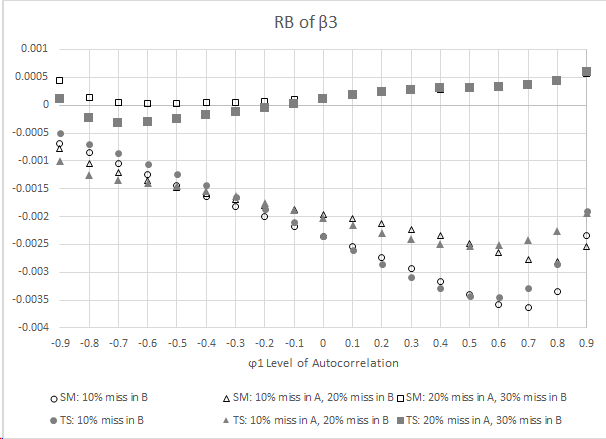 RB of β3
0.001
0.0005
0
-0.0005
-0.001
-0.0015
-0.002
-0.0025
-0.003
-0.0035
-0.004
-0.9 -0.8 -0.7 -0.6 -0.5 -0.4 -0.3 -0.2 -0.1 0 0.1 0.2 0.3 0.4 0.5 0.6 0.7 0.8 0.9
φ1 Level of Autocorrelation
SM: 10% miss in B SM: 10% miss in A, 20% miss in B SM: 20% miss in A, 30% miss in B
TS: 10% miss in B TS: 10% miss in A, 20% miss in B TS: 20% miss in A, 30% miss in B